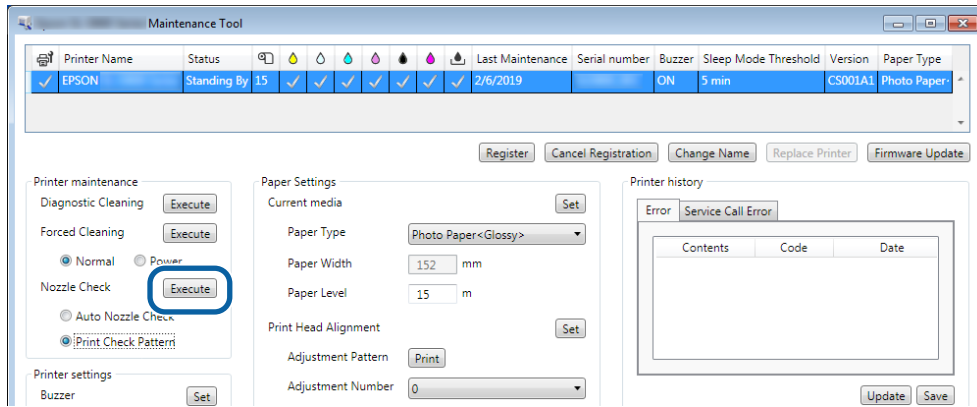 Maintenance Tool
Printer Name Status Last Maintenance Serial number Buzzer Sleep Mode Threshold Version Paper Type
EPSON Standing By 15 2/6/2019 ON 5 min CS001A1 Photo Paper
Register Cancel Registration Change Name Replace Printer Firmware Update
Printer maintenance
Diagnostic Cleaning Execute
Forced Cleaning Execute
Normal Power
Nozzle Check Execute
Auto Nozzle Check
Print Check Pattern
Printer settings
Buzzer Set
Paper Settings
Current media Set
Paper Type Photo Paper<Glossy>
Paper Width 152 mm
Paper Level 15 m
Print Head Alignment Set
Adjustment Pattern Print
Adjustment Number 0
Printer history
Error Service Call Error
Contents Code Date
Update Save